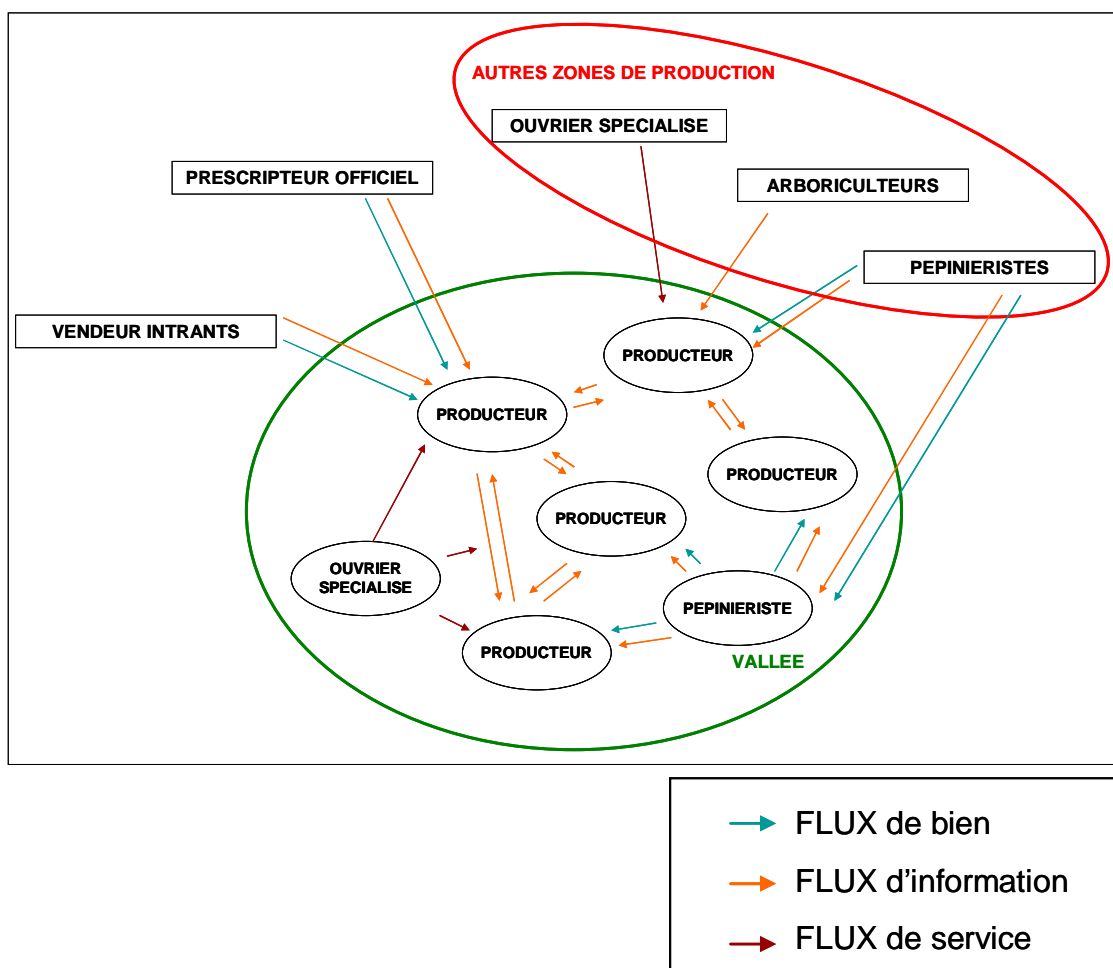 AUTRES ZONES DE PRODUCTION
OUVRIER SPECIALISE
PRESCRIPTEUR OFFICIEL
ARBORICULTEURS
PEPINIERISTES
VENDEUR INTRANTS
PRODUCTEUR
PRODUCTEUR
PRODUCTEUR
PRODUCTEUR
OUVRIER
SPECIALISE
PEPINIERISTE
PRODUCTEUR
VALLEE
FLUX de bien
FLUX d'information
FLUX de service